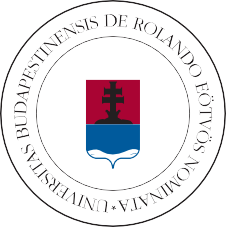 UNIVERSITAS BUDAPESTINENSIS DE ROLANDO EÖTVÖS NOMINATA*